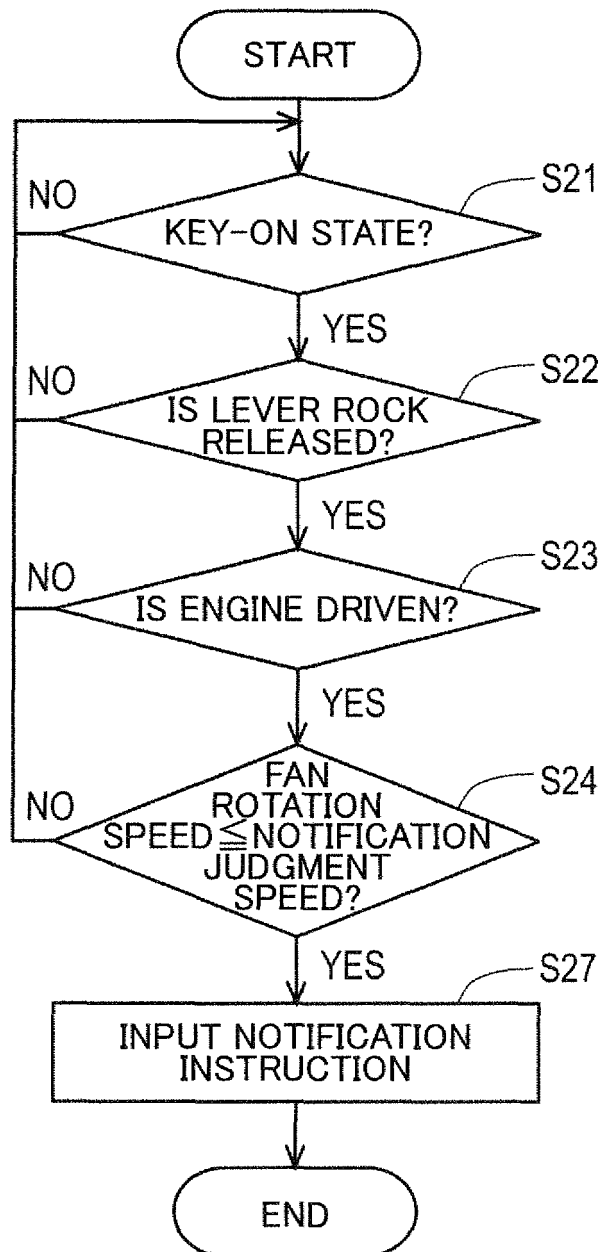 START
NO
S21
KEY-ON STATE?
YES
NO
S22
IS LEVER ROCK
RELEASED?
YES
NO
S23
IS ENGINE DRIVEN?
YES
NO
S24
FAN
ROTATION
SPEED≦NOTIFICATION
JUDGMENT
SPEED?
YES
S27
INPUT NOTIFICATION
INSTRUCTION
END